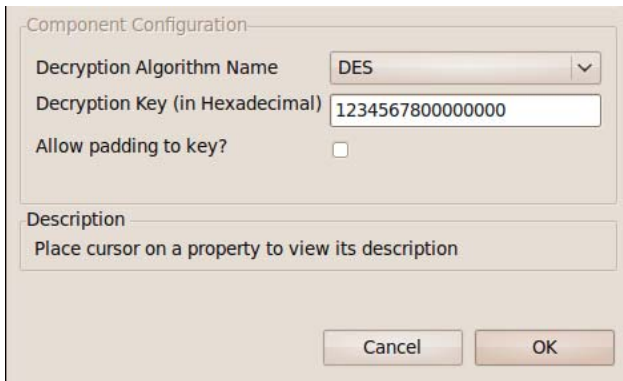 Component Configuration
Decryption Algorithm Name DES
Decryption Key (in Hexadecimal) 1234567800000000
Allow padding to key?
Description
Place cursor on a property to view its description
Cancel OK